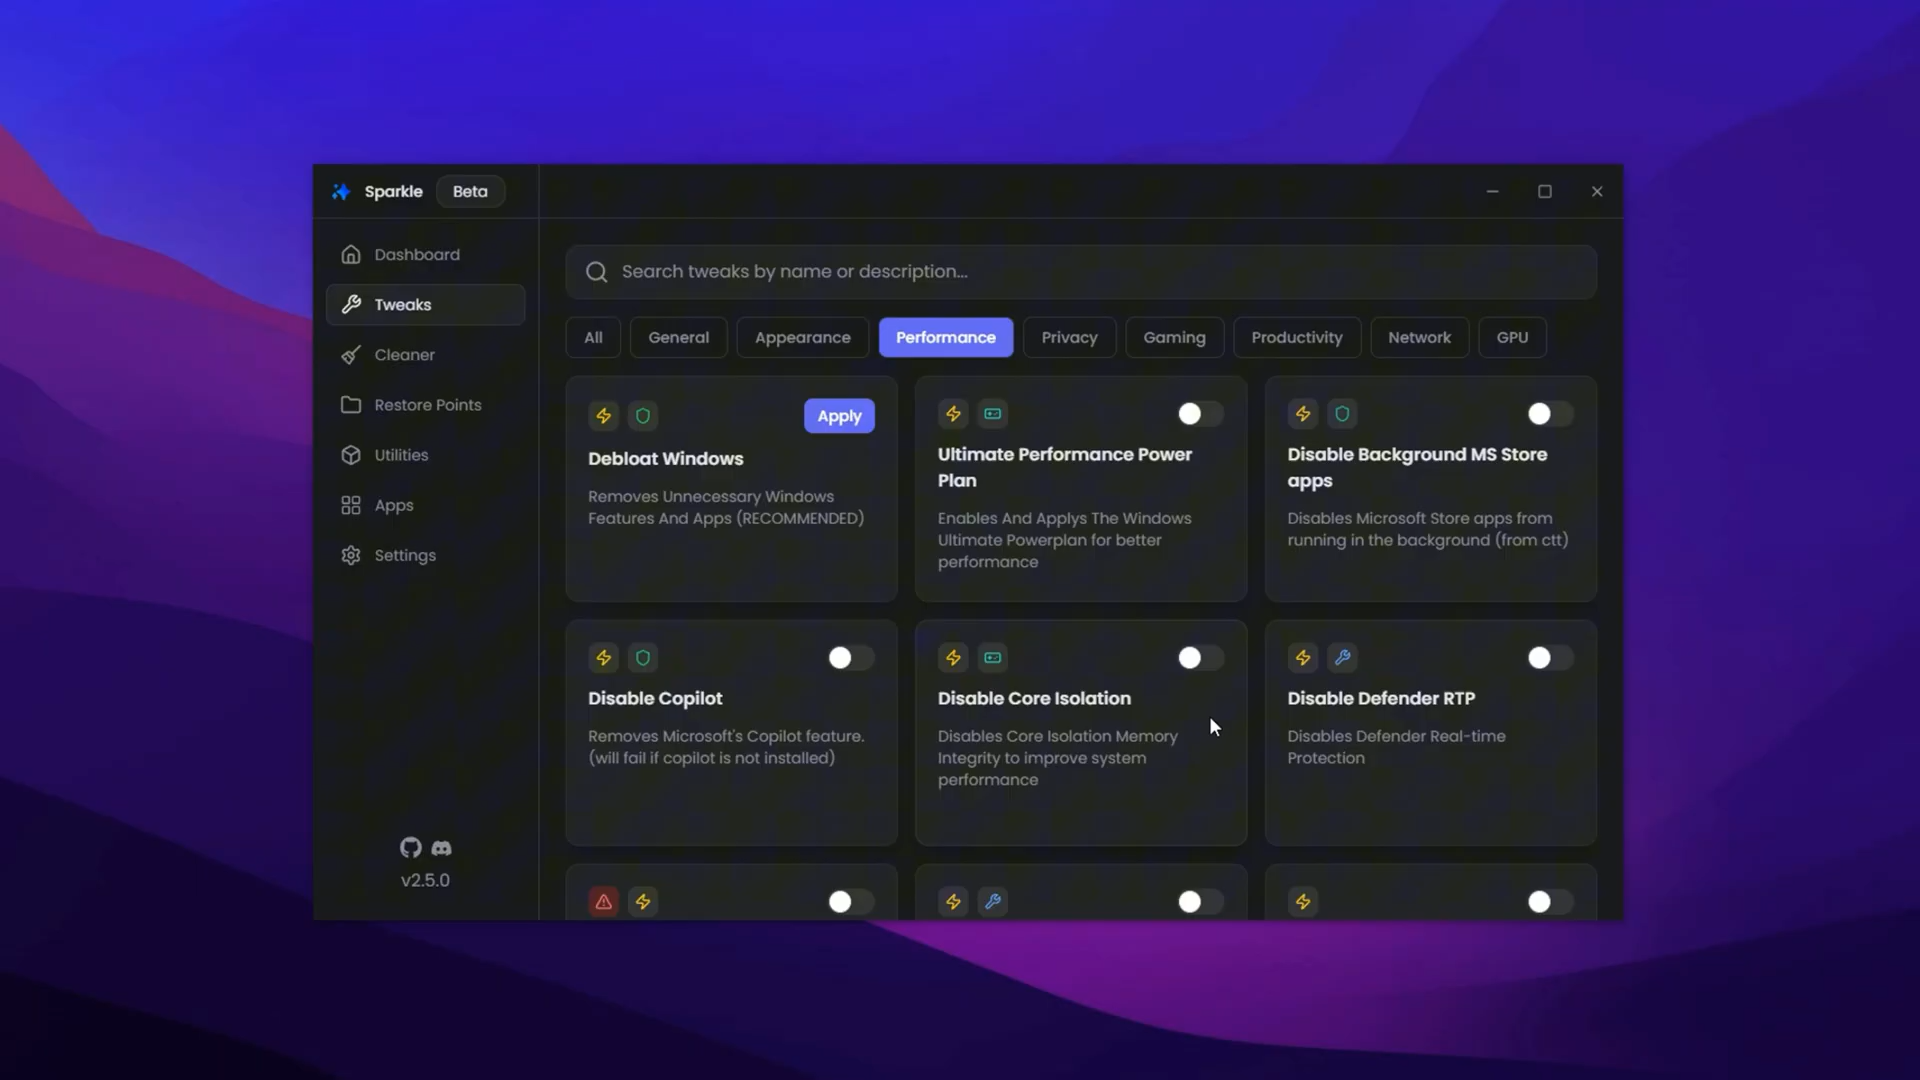 Sparkle Beta
Dashboard
Tweaks
Cleaner
Restore Points
Utilities
Apps
Settings
v2.5.0
Search tweaks by name or description...
All General Appearance Performance Privacy Gaming Productivity Network GPU
Apply
Debloat Windows
Removes Unnecessary Windows
Features And Apps (RECOMMENDED)
Ultimate Performance Power
Plan
Enables And Applys The Windows
Ultimate Powerplan for better
performance
Disable Background MS Store
apps
Disables Microsoft Store apps from
running in the background (from ctt)
Disable Copilot
Removes Microsoft's Copilot feature.
(will fail if copilot is not installed)
Disable Core Isolation
Disables Core Isolation Memory
Integrity to improve system
performance
Disable Defender RTP
Disables Defender Real-time
Protection